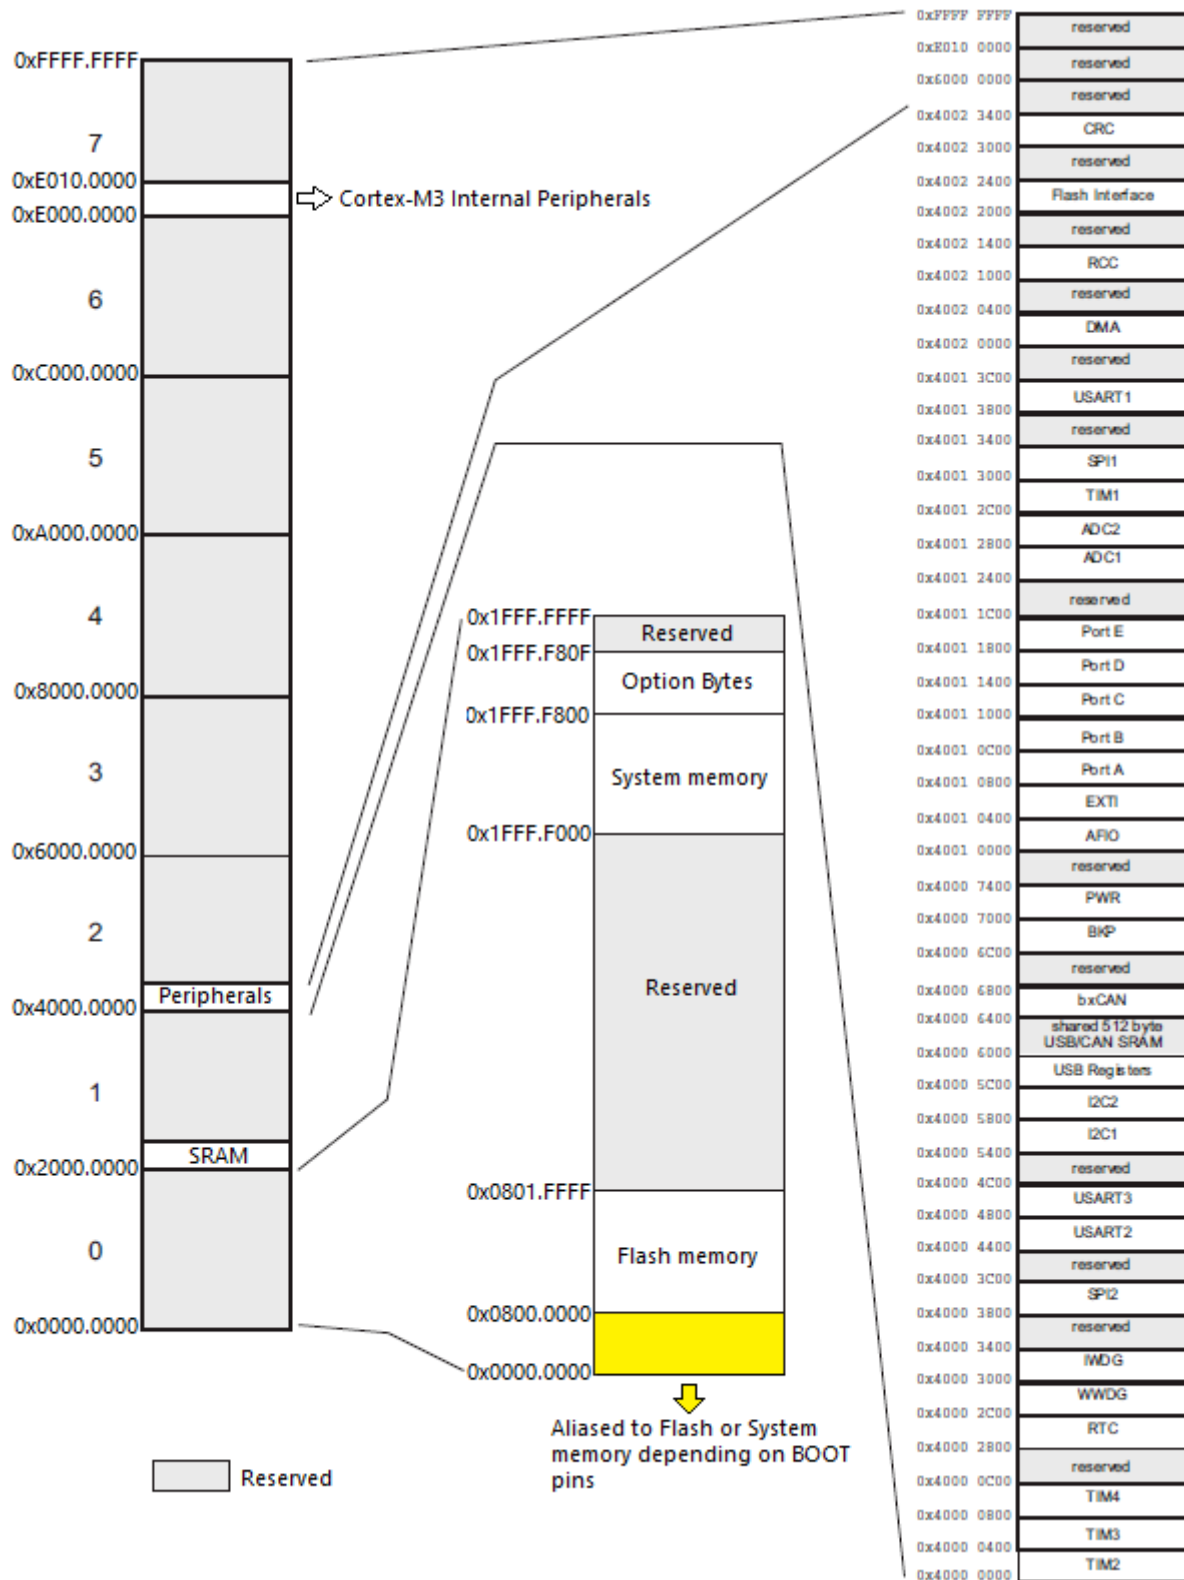 0xFFFF.FFFF
7
0xE010.0000
Cortex-M3 Internal Peripherals
0xE000.0000
6
0xC000.0000
5
0xA000.0000
4
0x8000.0000
3
0x6000.0000
2
Peripherals
0x4000.0000
1
SRAM
0x2000.0000
0
0x0000.0000
Reserved
0x1FFF.FFFF
Reserved
0x1FFF.F80F
Option Bytes
0x1FFF.F800
System memory
0x1FFF.F000
Reserved
0x0801.FFFF
Flash memory
0x0800.0000
0x0000.0000
Aliased to Flash or System
memory depending on BOOT
pins
0xFFFF FFFF
reserved
0xE010 0000
reserved
0x6000 0000
reserved
0x4002 3400
CRC
0x4002 3000
reserved
0x4002 2400
Flash Interface
0x4002 2000
reserved
0x4002 1400
RCC
0x4002 1000
reserved
0x4002 0400
DMA
0x4002 0000
reserved
0x4001 3C00
USART1
0x4001 3800
reserved
0x4001 3400
SPI1
0x4001 3000
TIM1
0x4001 2C00
ADC2
0x4001 2800
ADC1
0x4001 2400
reserved
0x4001 1C00
Port E
0x4001 1800
Port D
0x4001 1400
Port C
0x4001 1000
Port B
0x4001 0C00
Port A
0x4001 0800
EXTI
0x4001 0400
AFIO
0x4001 0000
reserved
0x4000 7400
PWR
0x4000 7000
BKP
0x4000 6C00
reserved
0x4000 6800
bxCAN
0x4000 6400
shared 512 byte
USB/CAN SRAM
0x4000 6000
USB Registers
0x4000 5C00
I2C2
0x4000 5800
I2C1
0x4000 5400
reserved
0x4000 4C00
USART3
0x4000 4800
USART2
0x4000 4400
reserved
0x4000 3C00
SPI2
0x4000 3800
reserved
0x4000 3400
IWDG
0x4000 3000
WWDG
0x4000 2C00
RTC
0x4000 2800
reserved
0x4000 0C00
TIM4
0x4000 0800
TIM3
0x4000 0400
TIM2
0x4000 0000